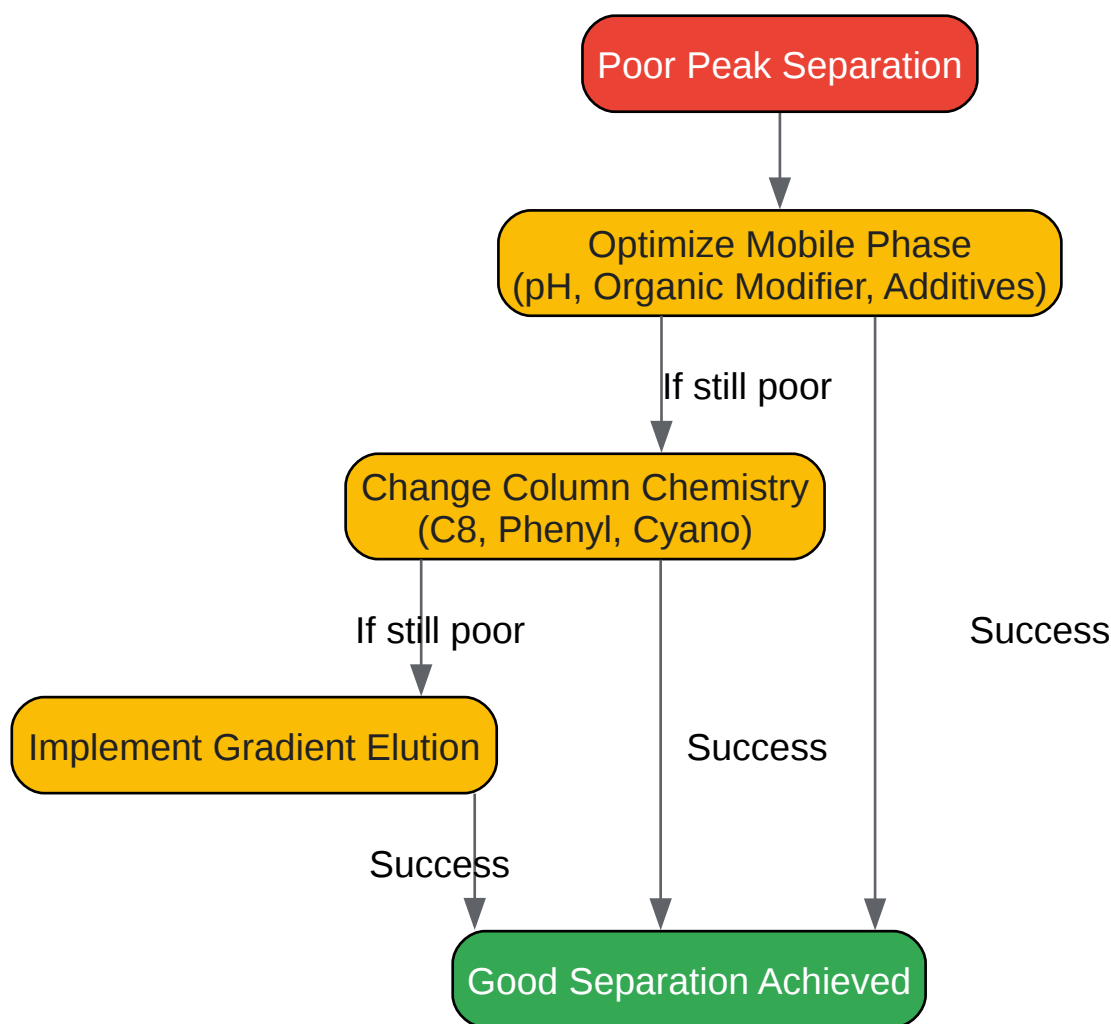 Poor Peak Separation
Optimize Mobile Phase
(pH, Organic Modifier, Additives)
If still poor
Change Column Chemistry
(C8, Phenyl, Cyano)
If still poor
Success
Implement Gradient Elution
Success
Success
Good Separation Achieved